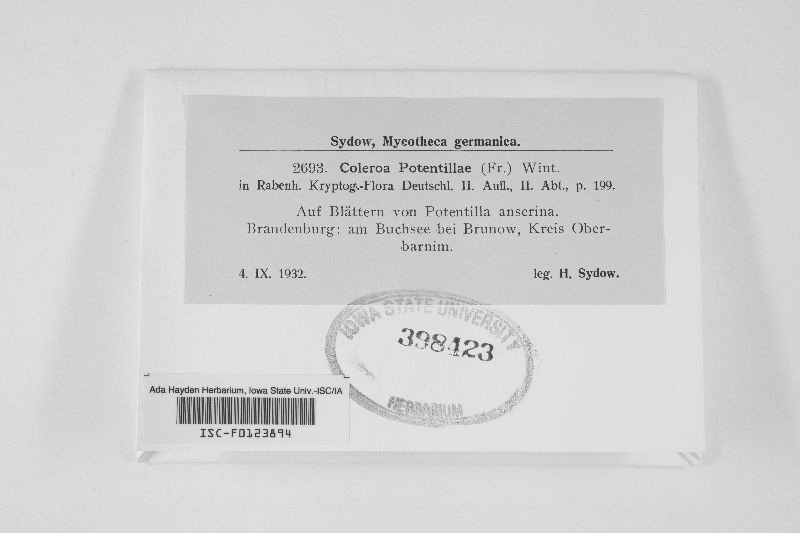 Sydow, Mycotheca germanica.
2693. Coleroa Potentillae (Fr.) Wint.
in Rabenh. Kryptog.-Flora Deutschl. II. Aufl., II. Abt., p. 199.
Auf Blättern von Potentilla anserina.
Brandenburg: am Buchsee bei Brunow, Kreis Ober-
barnim.
4. IX. 1932. leg. H. Sydow.
IOWA STATE UNIVERSITY
398423
HERBARIUM
Ada Hayden Herbarium, Iowa State Univ.-ISC/IA
ISC-F0123894